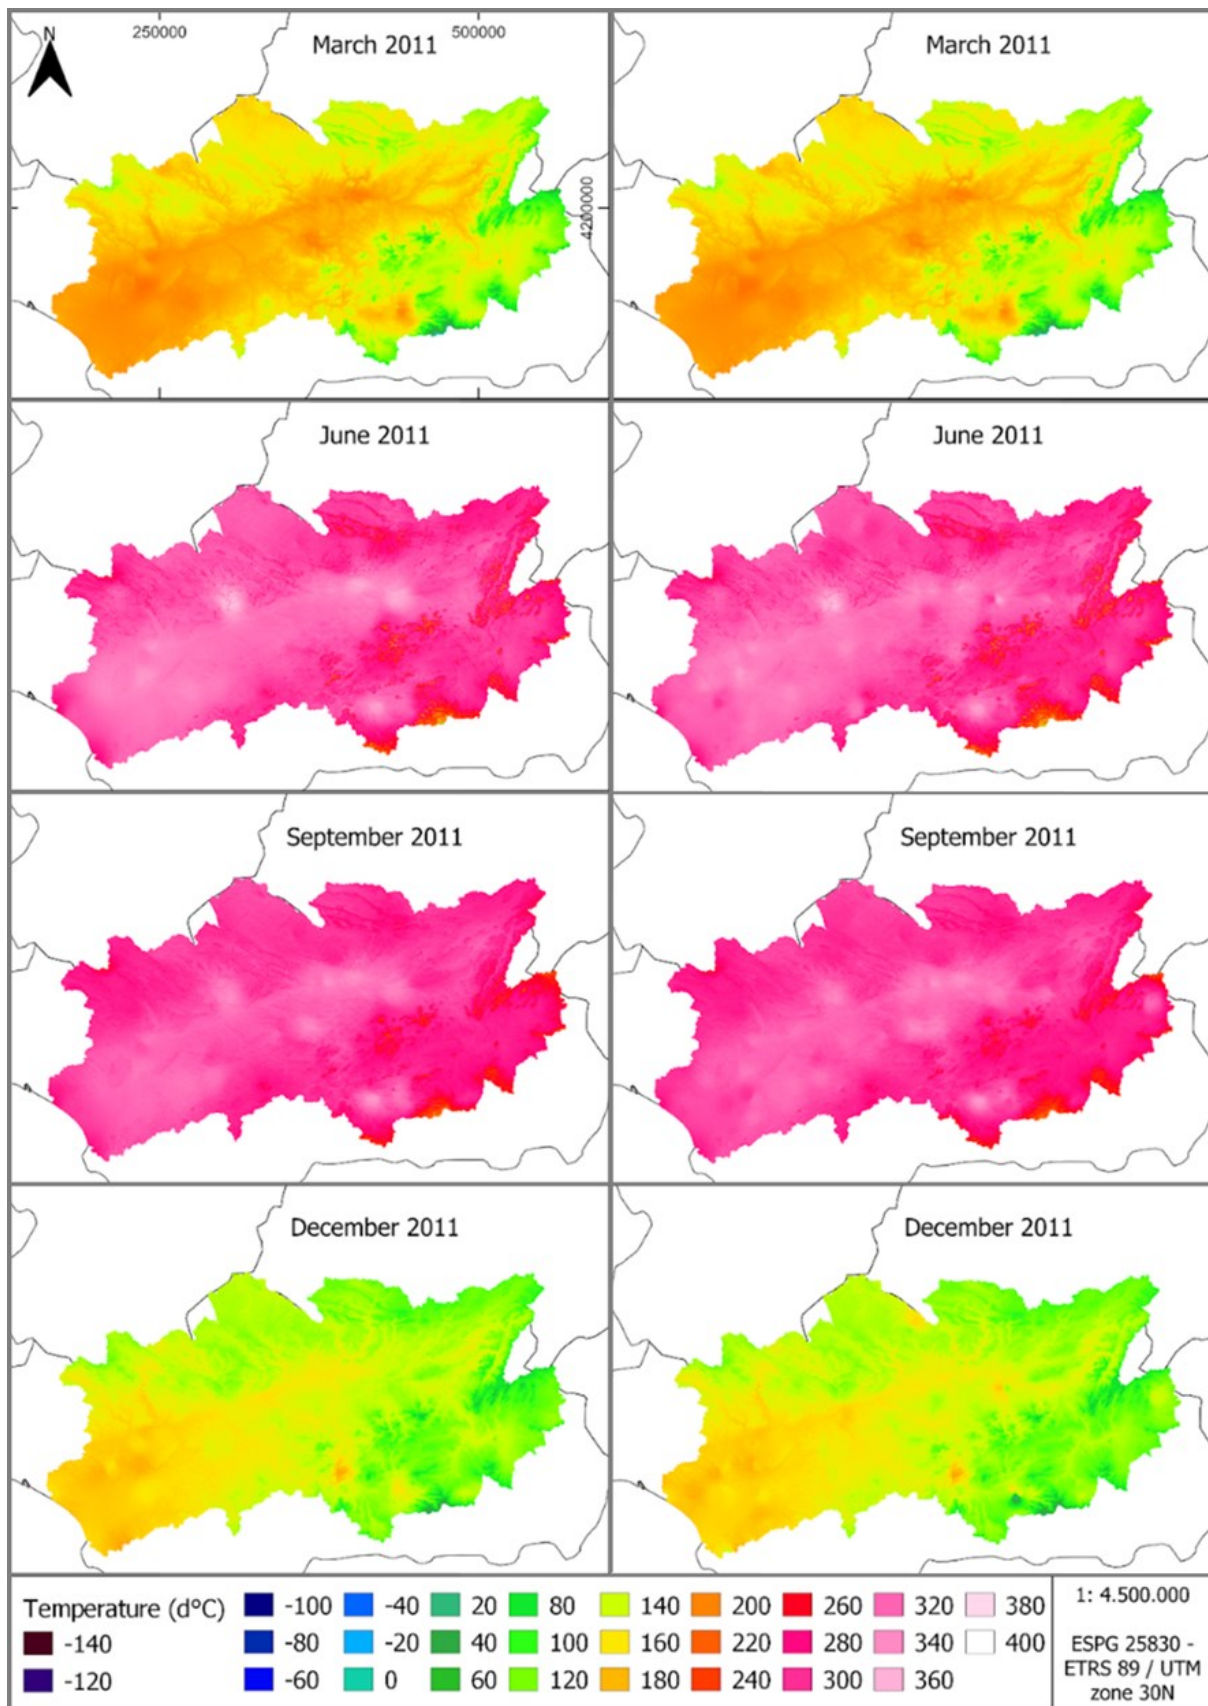 N
250000
500000
March 2011
March 2011
4200000
June 2011
June 2011
September 2011
September 2011
December 2011
December 2011
Temperature (d°C)
-140
-120
-100
-80
-60
-40
-20
0
20
40
60
80
100
120
140
160
180
200
220
240
260
280
300
320
340
360
380
400
1: 4.500.000
ESPG 25830 -
ETRS 89 / UTM
zone 30N